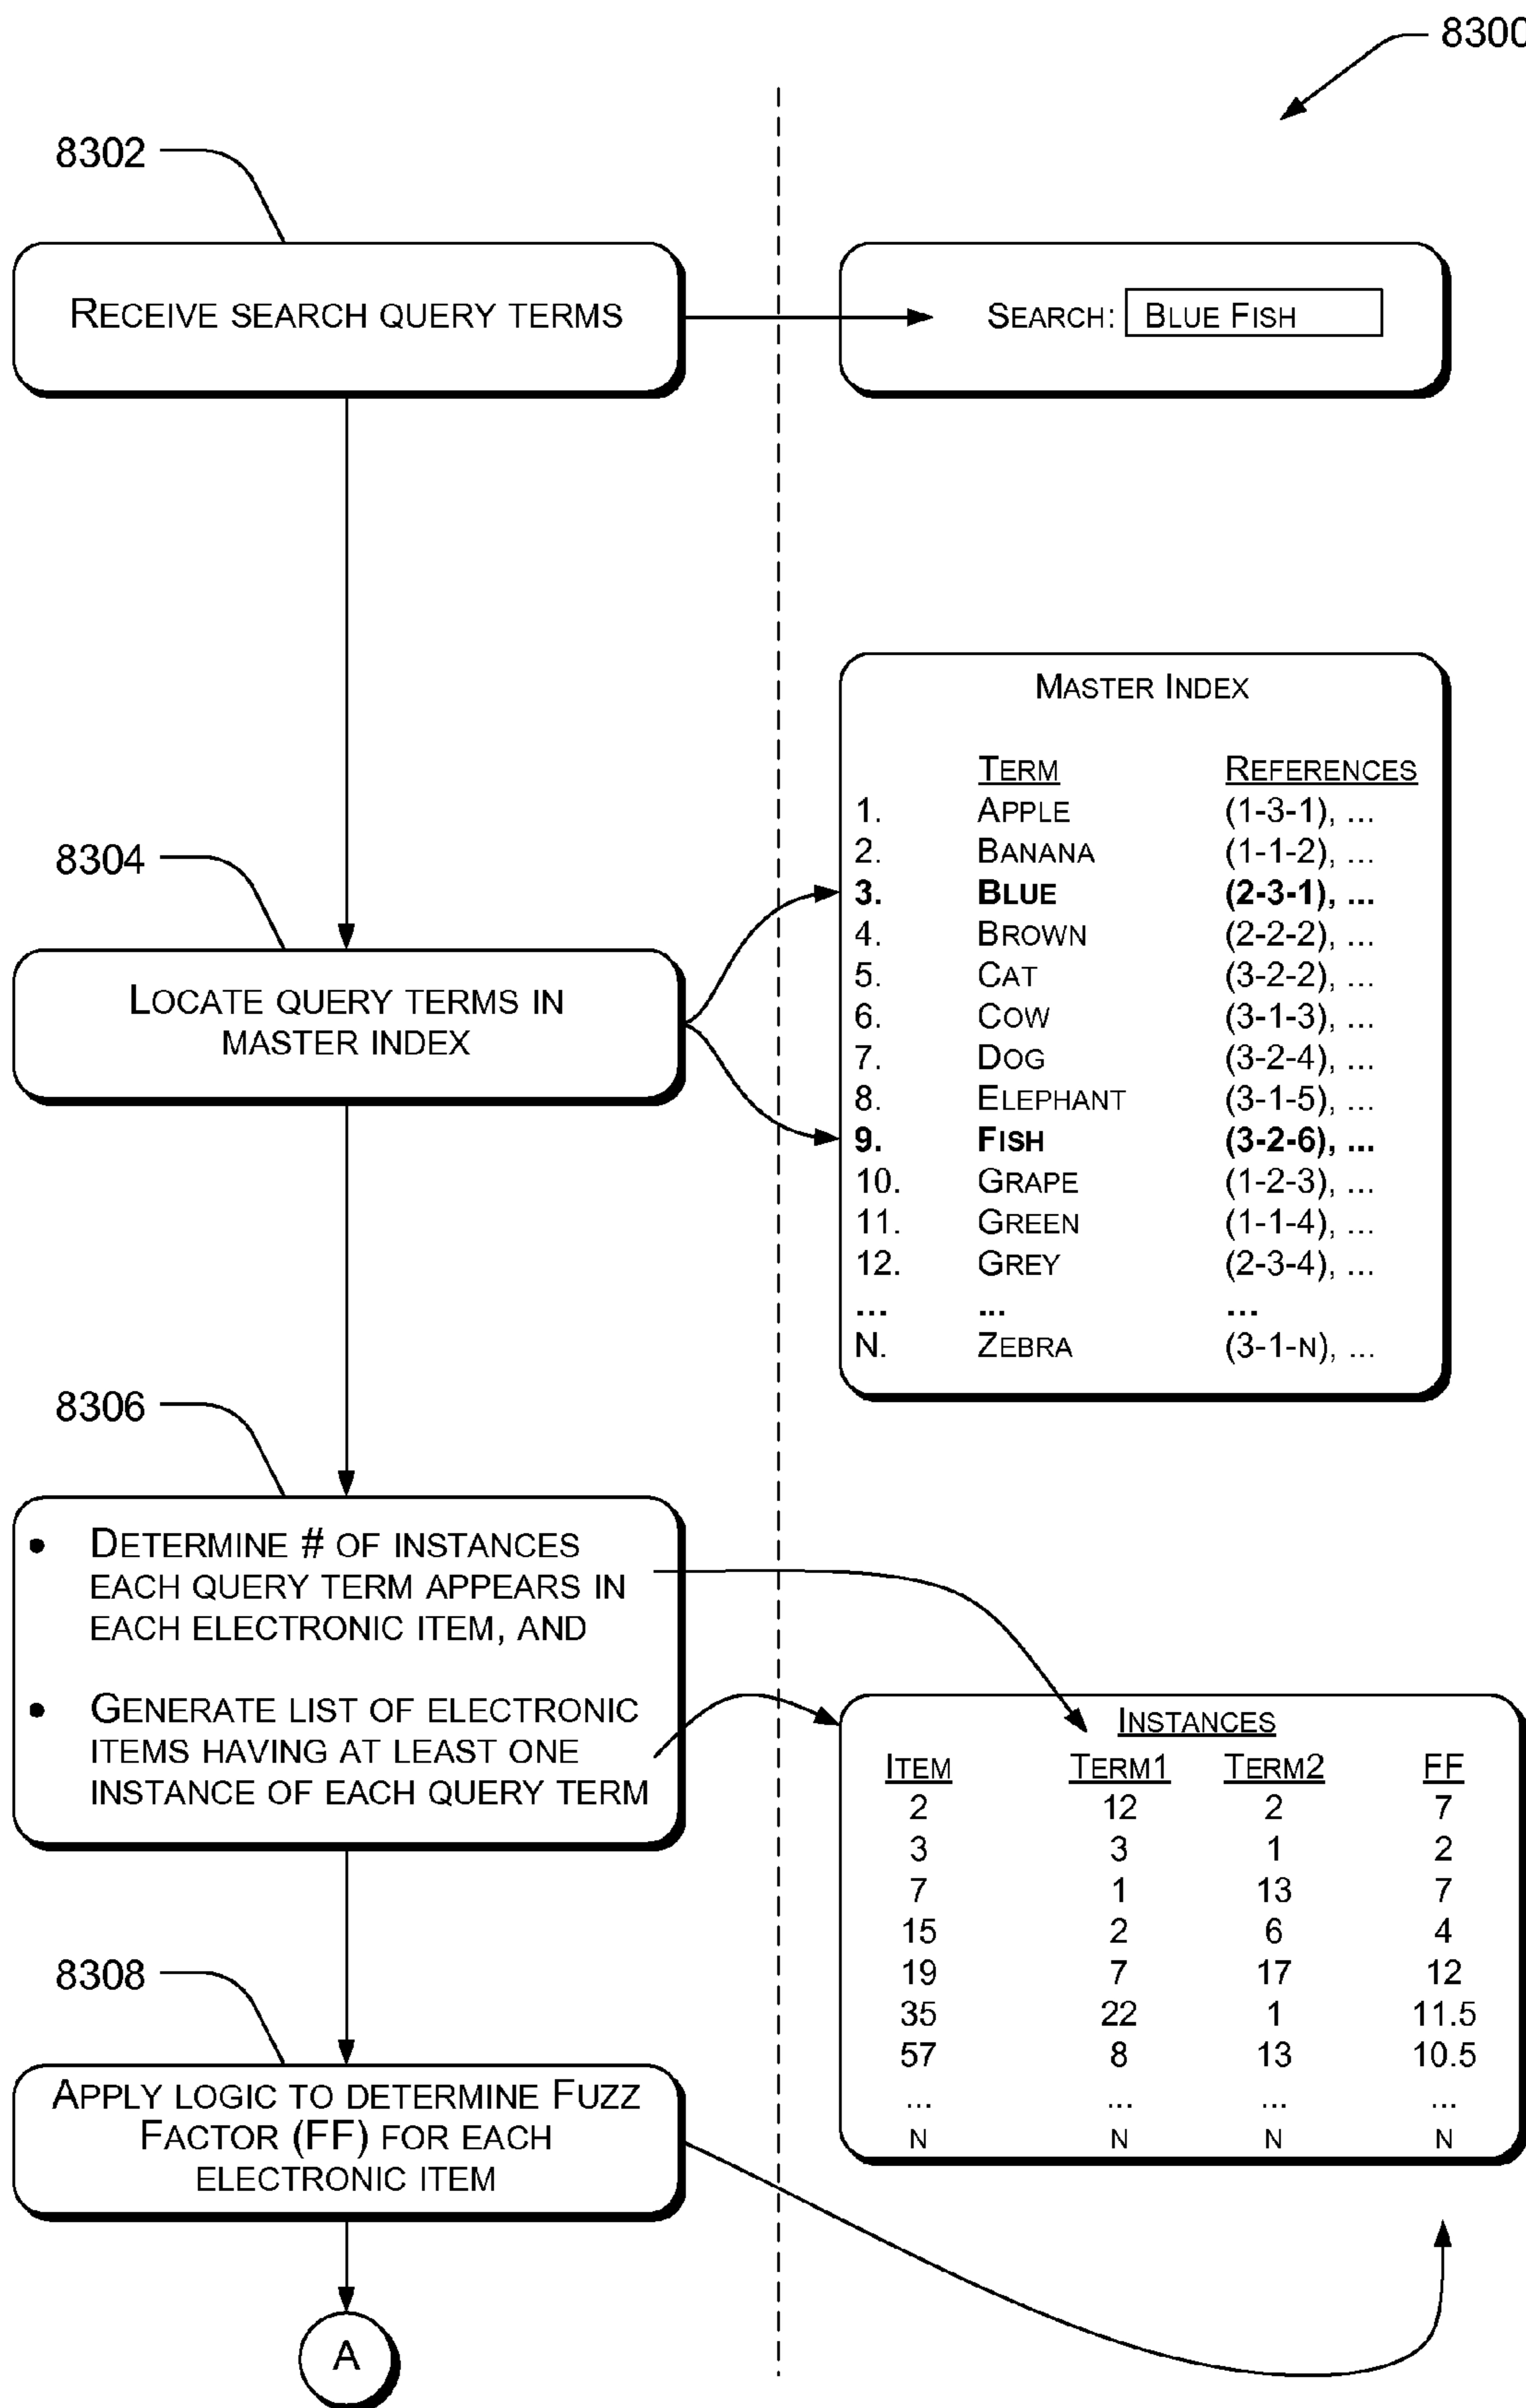 8300
8302
RECEIVE SEARCH QUERY TERMS
SEARCH: BLUE FISH
MASTER INDEX
TERM REFERENCES
1. APPLE (1-3-1), ...
2. BANANA (1-1-2), ...
3. BLUE (2-3-1), ...
4. BROWN (2-2-2), ...
5. CAT (3-2-2), ...
6. COW (3-1-3), ...
7. DOG (3-2-4), ...
8. ELEPHANT (3-1-5), ...
9. FISH (3-2-6), ...
10. GRAPE (1-2-3), ...
11. GREEN (1-1-4), ...
12. GREY (2-3-4), ...
... ... ...
N. ZEBRA (3-1-N), ...
8304
LOCATE QUERY TERMS IN
MASTER INDEX
8306
• DETERMINE # OF INSTANCES
EACH QUERY TERM APPEARS IN
EACH ELECTRONIC ITEM, AND
• GENERATE LIST OF ELECTRONIC
ITEMS HAVING AT LEAST ONE
INSTANCE OF EACH QUERY TERM
INSTANCES
ITEM TERM1 TERM2 FF
2 12 2 7
3 3 1 2
7 1 13 7
15 2 6 4
19 7 17 12
35 22 1 11.5
57 8 13 10.5
... ... ... ...
N N N N
8308
APPLY LOGIC TO DETERMINE FUZZ
FACTOR (FF) FOR EACH
ELECTRONIC ITEM
A